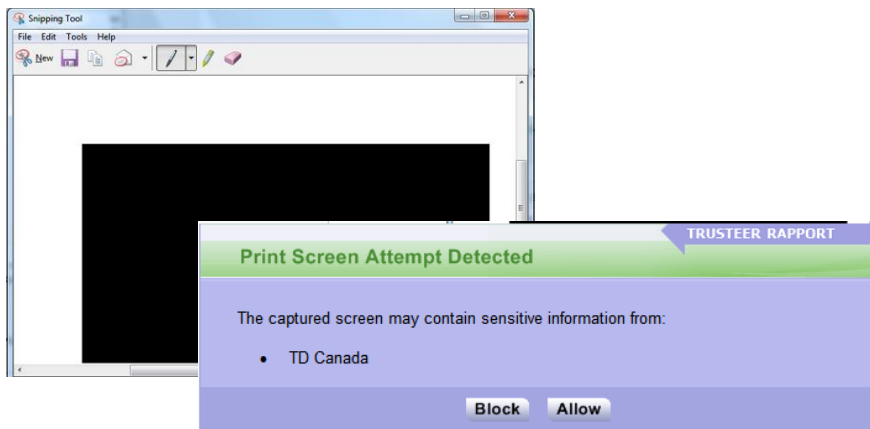 Snipping Tool
File Edit Tools Help
New
TRUSTEER RAPPORT
Print Screen Attempt Detected
The captured screen may contain sensitive information from:
• TD Canada
Block Allow